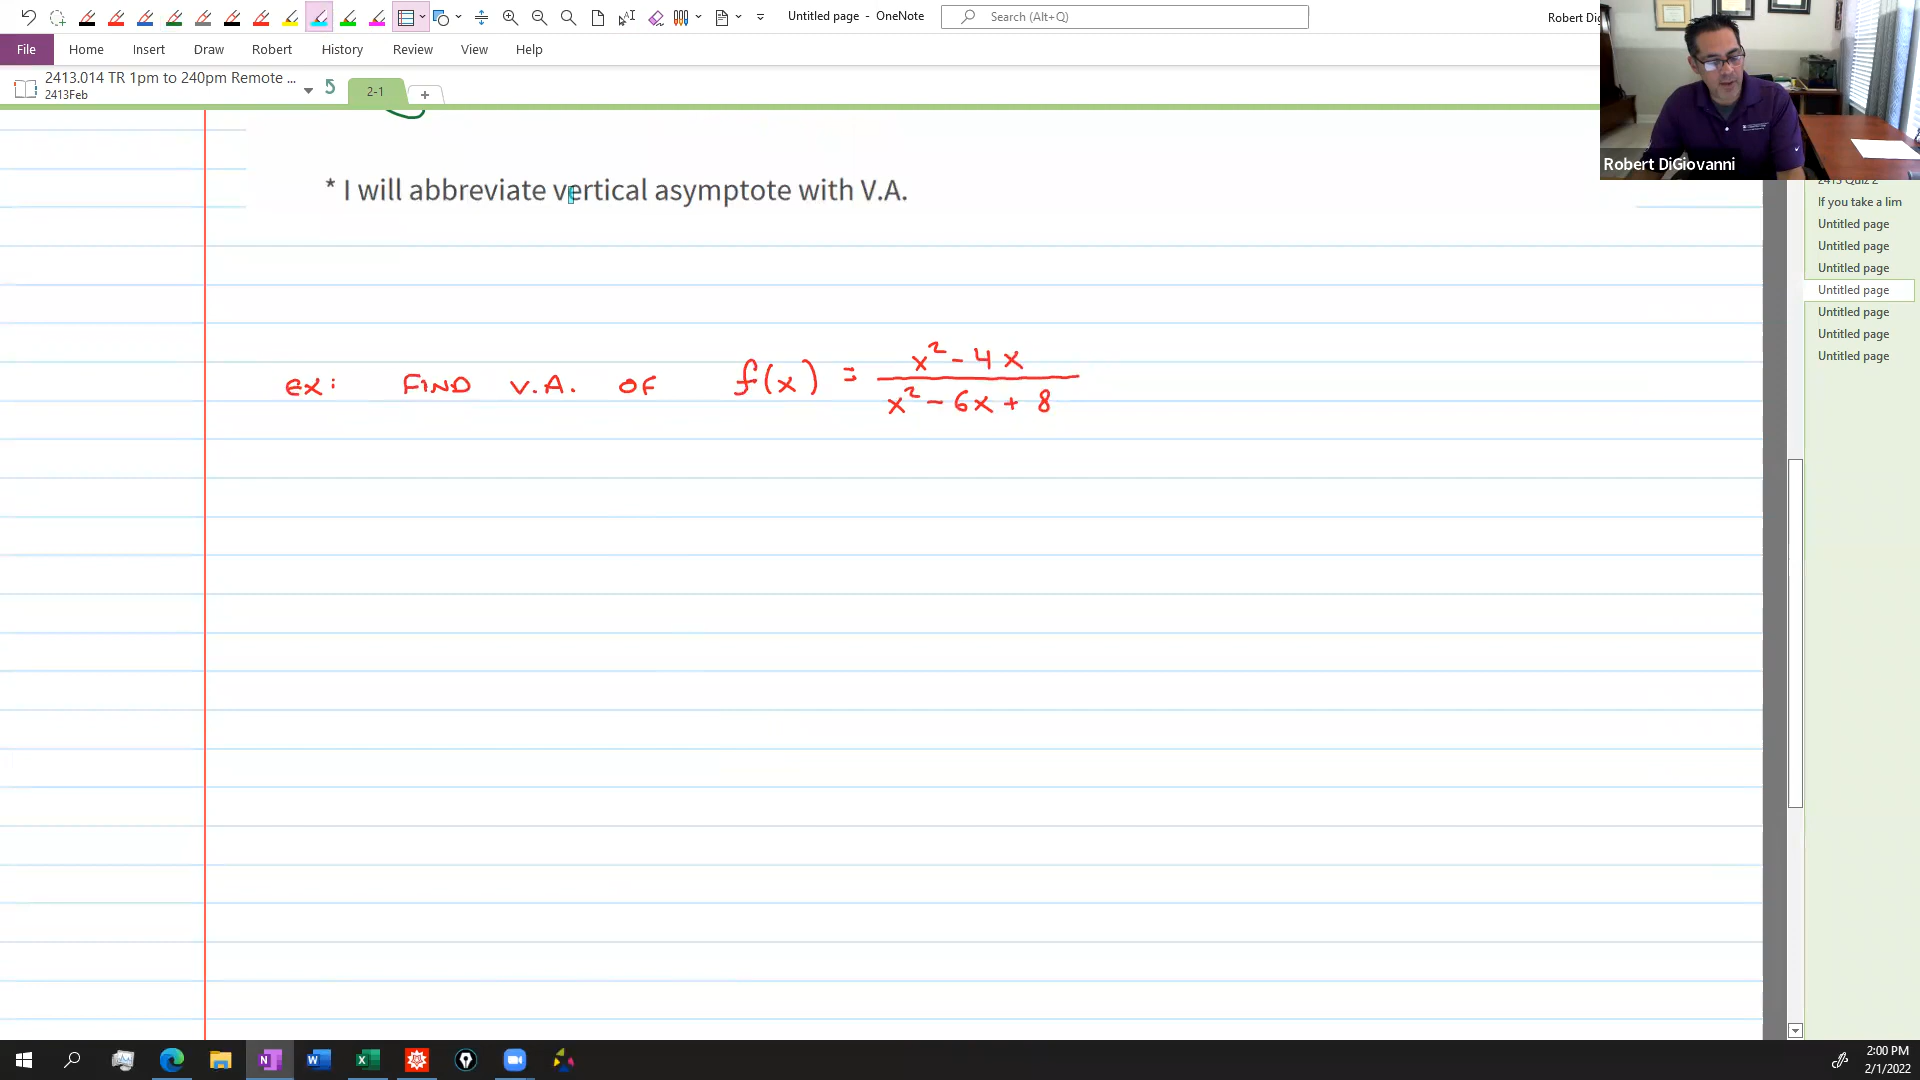 Untitled page - OneNote
Search (Alt+Q)
File Home Insert Draw Robert History Review View Help
2413.014 TR 1pm to 240pm Remote ...
2413Feb
2-1
Robert DiGiovanni
* I will abbreviate vertical asymptote with V.A.
ex: FIND V.A. OF f(x) = x² - 4x
x² - 6x + 8
If you take a lim
Untitled page
Untitled page
Untitled page
Untitled page
Untitled page
Untitled page
Untitled page
2:00 PM
2/1/2022